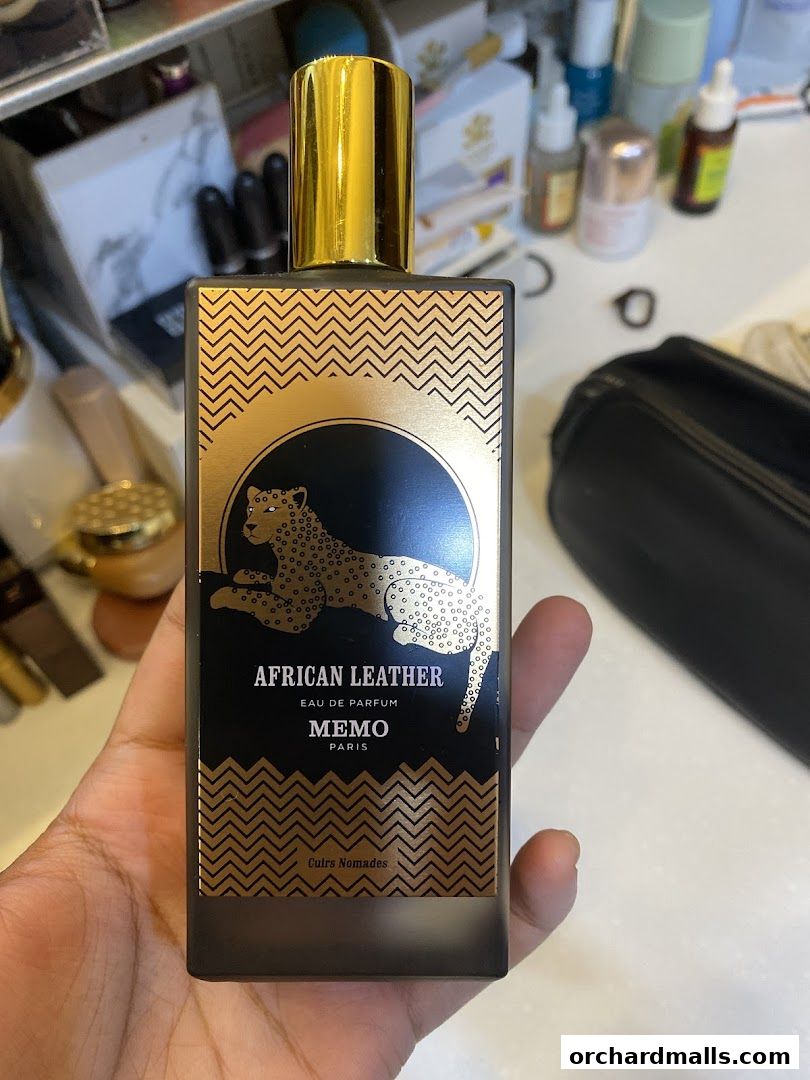 AFRICAN LEATHER
EAU DE PARFUM
MEMO
PARIS
Cuirs Nomades
orchardmalls.com